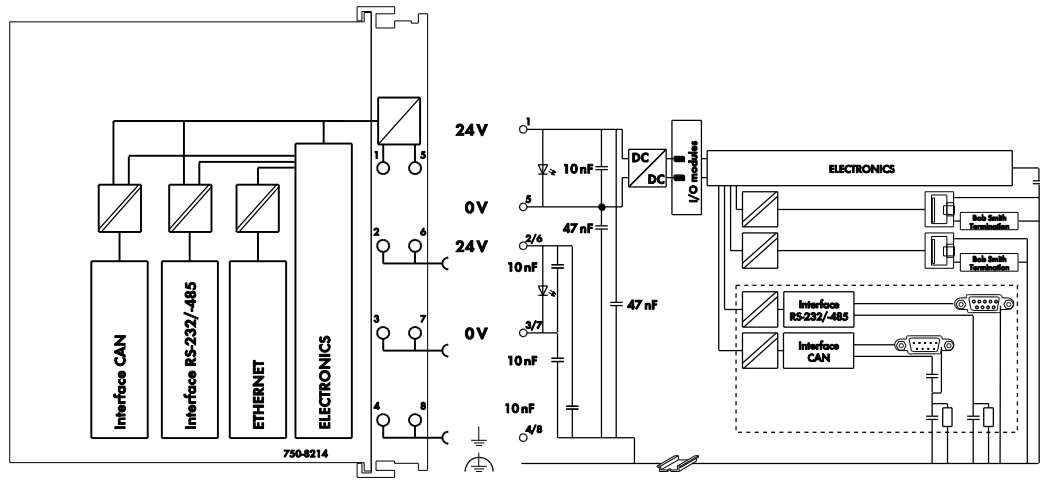 Interface CAN
Interface RS-232/-485
ETHERNET
ELECTRONICS
750-8214
1
5
2
6
3
7
4
8
24V
0V
24V
0V
1
5
2/6
3/7
4/8
10 nF
47 nF
10 nF
47 nF
10 nF
10 nF
DC
DC
I/O modules
ELECTRONICS
Bob Smith
Termination
Bob Smith
Termination
Interface
RS-232/-485
Interface
CAN